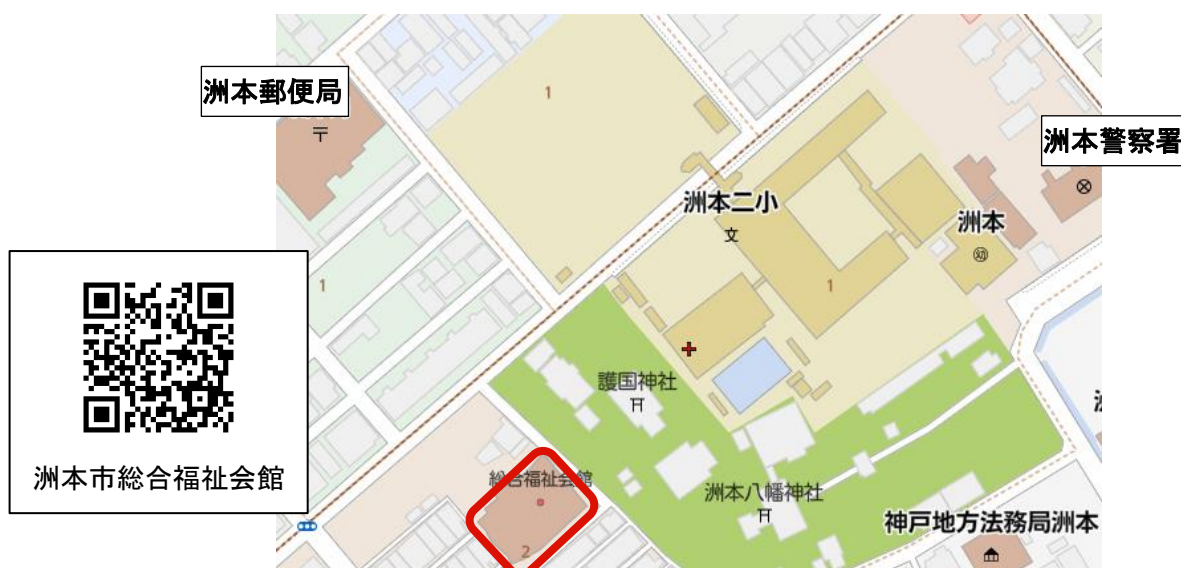 洲本郵便局
1
洲本警察署
洲本二小
文
洲本
幼
1
1
護国神社
総合福祉会館
洲本八幡神社
神戸地方法務局洲本
2
洲本市総合福祉会館